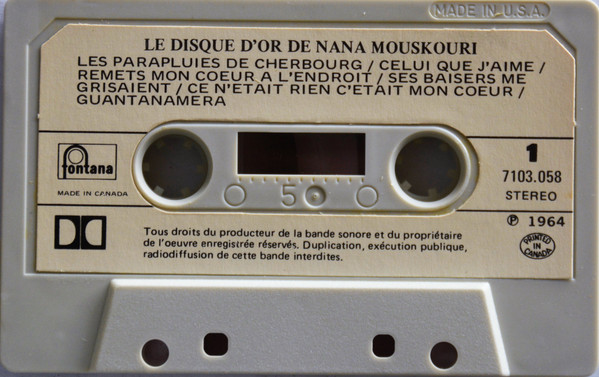 MADE IN U.S.A.
LE DISQUE D'OR DE NANA MOUSKOURI
LES PARAPLUIES DE CHERBOURG / CELUI QUE J'AIME /
REMETS MON COEUR A L'ENDROIT / SES BAISERS ME
GRISAIENT / CE N'ETAIT RIEN C'ETAIT MON COEUR /
GUANTANAMERA
fontana
MADE IN CANADA
5
1
7103.058
STEREO
Ⓟ 1964
PRINTED
IN
CANADA
Tous droits du producteur de la bande sonore et du propriétaire
de l'oeuvre enregistrée réservés. Duplication, exécution publique,
radiodiffusion de cette bande interdites.